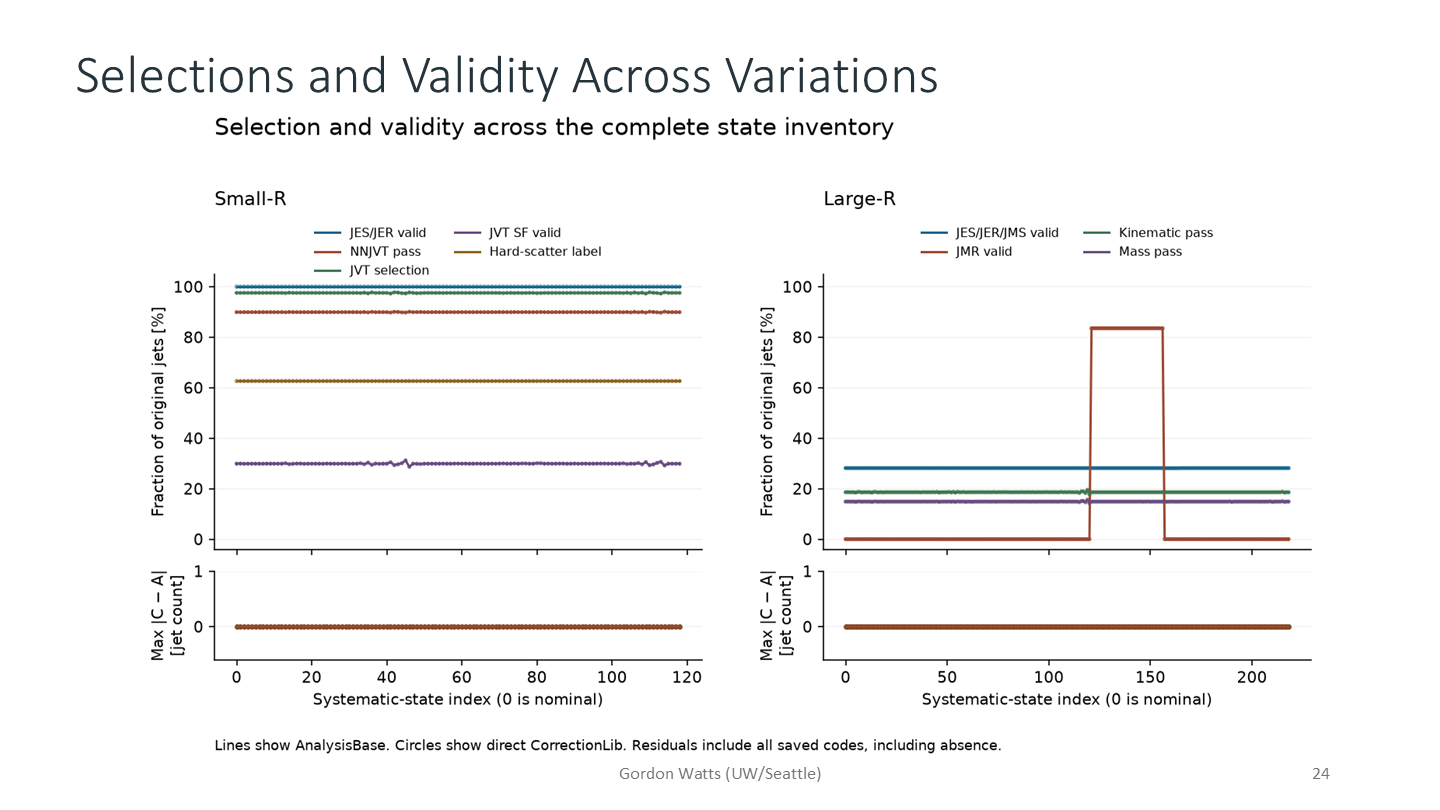 Selections and Validity Across Variations
Selection and validity across the complete state inventory
Small-R
JES/JER valid
NNJVT pass
JVT selection
JVT SF valid
Hard-scatter label
Fraction of original jets [%]
100
80
60
40
20
0
Max |C − A|
[jet count]
1
0
0 20 40 60 80 100 120
Systematic-state index (0 is nominal)
Large-R
JES/JER/JMS valid
JMR valid
Kinematic pass
Mass pass
Fraction of original jets [%]
100
80
60
40
20
0
Max |C − A|
[jet count]
1
0
0 50 100 150 200
Systematic-state index (0 is nominal)
Lines show AnalysisBase. Circles show direct CorrectionLib. Residuals include all saved codes, including absence.
Gordon Watts (UW/Seattle)
24